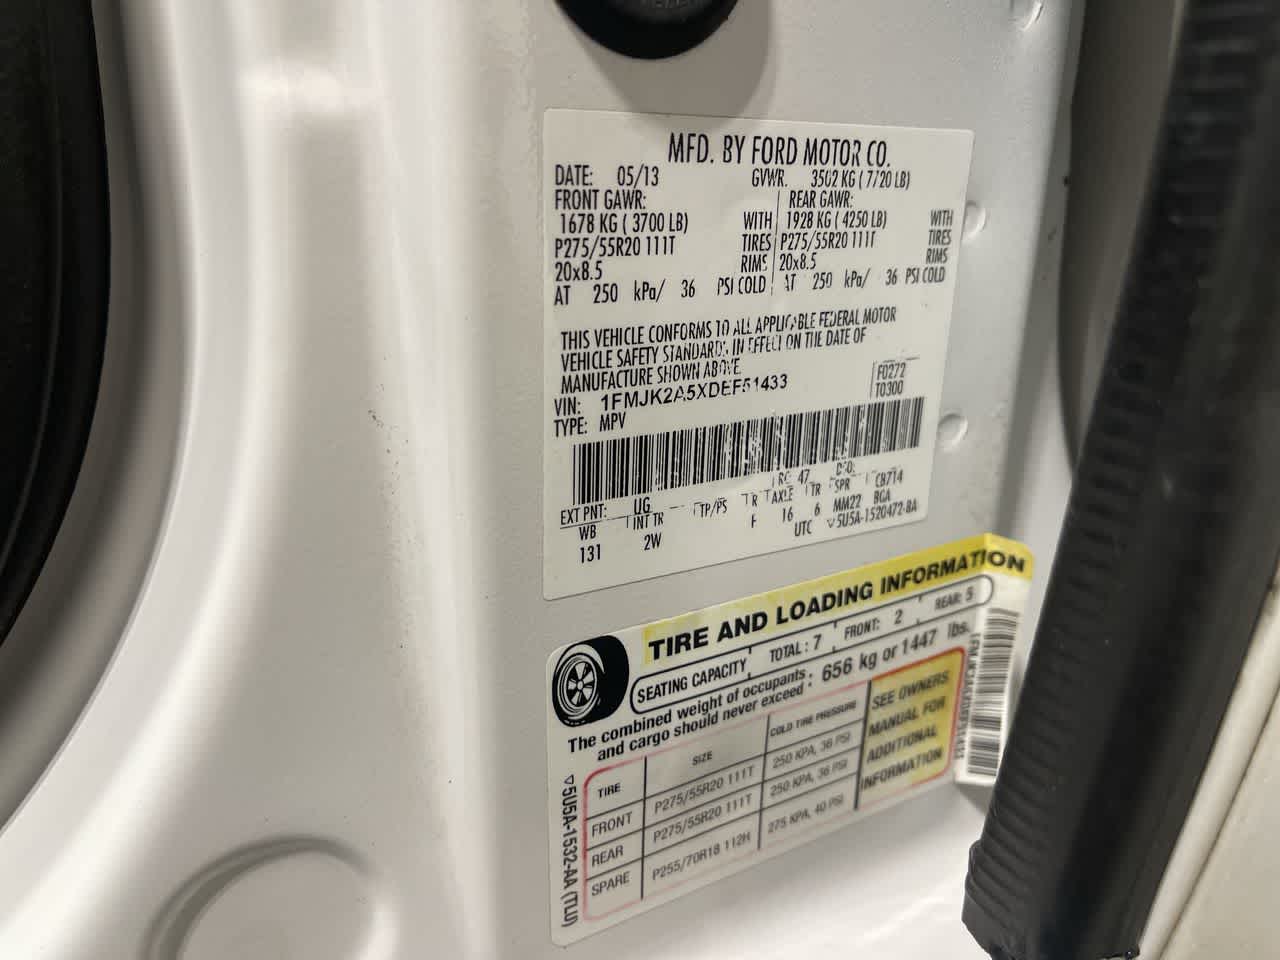 MFD. BY FORD MOTOR CO.
DATE: 05/13 GVWR. 3502 KG ( 7720 LB)
FRONT GAWR: REAR GAWR:
1678 KG ( 3700 LB) WITH 1928 KG ( 4250 LB) WITH
P275/55R20 111T TIRES P275/55R20 111T TIRES
20x8.5 RIMS 20x8.5 RIMS
AT 250 kPa/ 36 PSI COLD AT 250 kPa/ 36 PSI COLD
THIS VEHICLE CONFORMS TO ALL APPLICABLE FEDERAL MOTOR
VEHICLE SAFETY STANDARDS IN EFFECT ON THE DATE OF
MANUFACTURE SHOWN ABOVE.
VIN: 1FMJK2A5XDEF51433 F0272
TYPE: MPV T0300
RC: 47 DSO:
EXT PNT: UG CB714
WB INT TR TP/PS R AXLE TR SPR BGA
131 2W F 16 6 MM22
UTC ▽5U5A-1520472-BA
TIRE AND LOADING INFORMATION
SEATING CAPACITY TOTAL: 7 FRONT: 2 REAR: 5
The combined weight of occupants and cargo should never exceed : 656 kg or 1447 lbs.
TIRE SIZE COLD TIRE PRESSURE
FRONT P275/55R20 111T 250 KPA, 36 PSI
REAR P275/55R20 111T 250 KPA, 36 PSI
SPARE P255/70R18 112H 275 KPA, 40 PSI
SEE OWNERS
MANUAL FOR
ADDITIONAL
INFORMATION
▽5U5A-1532-AA (TLU)